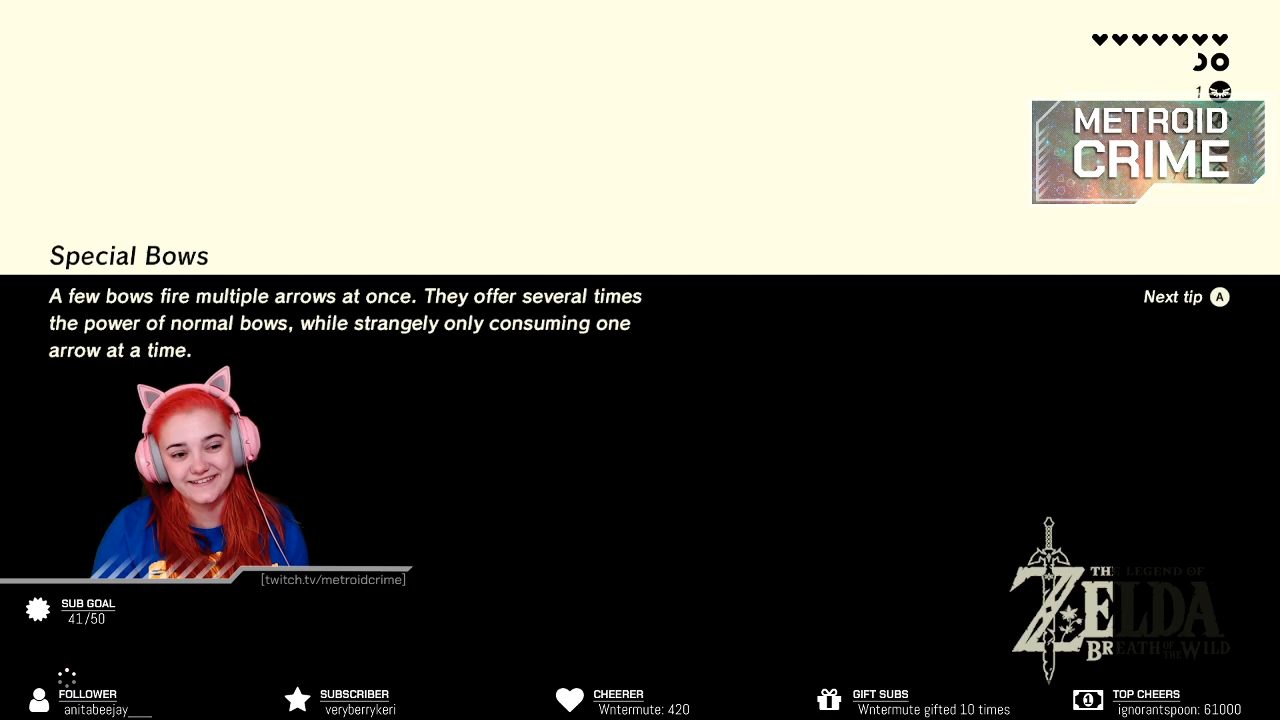 1
METROID
CRIME
Special Bows
A few bows fire multiple arrows at once. They offer several times
the power of normal bows, while strangely only consuming one
arrow at a time.
Next tip A
[twitch.tv/metroidcrime]
SUB GOAL
41/50
THE LEGEND OF
ZELDA
BREATH OF THE WILD
FOLLOWER
anitabeejay___
SUBSCRIBER
veryberrykeri
CHEERER
Wntermute: 420
GIFT SUBS
Wntermute gifted 10 times
TOP CHEERS
ignorantspoon: 61000